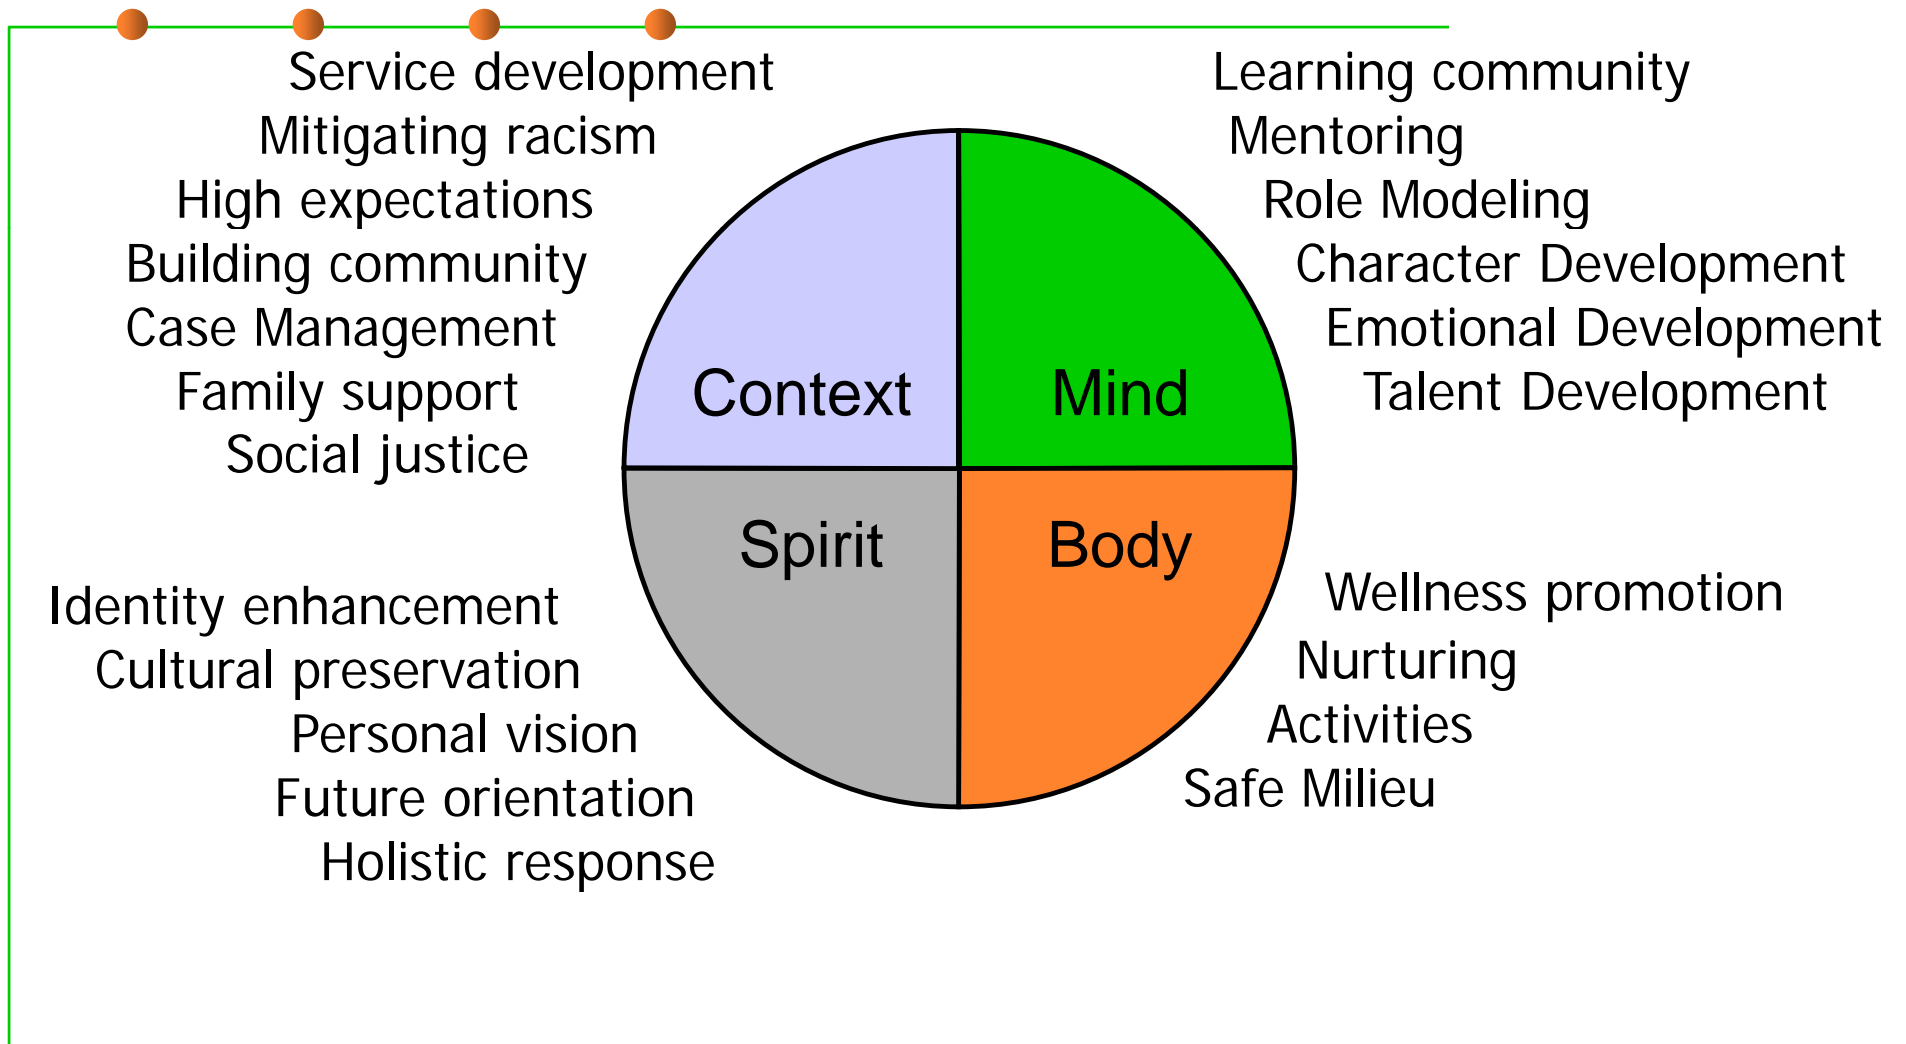 Service development
Mitigating racism
High expectations
Building community
Case Management
Family support
Social justice
Learning community
Mentoring
Role Modeling
Character Development
Emotional Development
Talent Development
Context
Mind
Spirit
Body
Identity enhancement
Cultural preservation
Personal vision
Future orientation
Holistic response
Wellness promotion
Nurturing
Activities
Safe Milieu